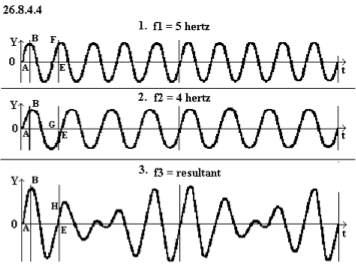 26.8.4.4
1. f1 = 5 hertz
Y B F
0
A E t
2. f2 = 4 hertz
Y B
G
0
A E t
3. f3 = resultant
Y B
H
0
A E t